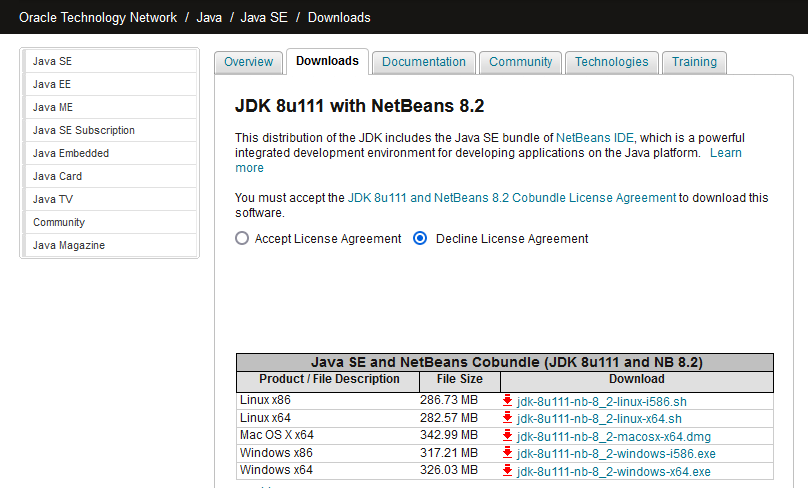 Oracle Technology Network / Java / Java SE / Downloads
Java SE
Java EE
Java ME
Java SE Subscription
Java Embedded
Java Card
Java TV
Community
Java Magazine
Overview Downloads Documentation Community Technologies Training
JDK 8u111 with NetBeans 8.2
This distribution of the JDK includes the Java SE bundle of NetBeans IDE, which is a powerful
integrated development environment for developing applications on the Java platform. Learn
more
You must accept the JDK 8u111 and NetBeans 8.2 Cobundle License Agreement to download this
software.
Accept License Agreement Decline License Agreement
Java SE and NetBeans Cobundle (JDK 8u111 and NB 8.2)
Product / File Description File Size Download
Linux x86 286.73 MB jdk-8u111-nb-8_2-linux-i586.sh
Linux x64 282.57 MB jdk-8u111-nb-8_2-linux-x64.sh
Mac OS X x64 342.99 MB jdk-8u111-nb-8_2-macosx-x64.dmg
Windows x86 317.21 MB jdk-8u111-nb-8_2-windows-i586.exe
Windows x64 326.03 MB jdk-8u111-nb-8_2-windows-x64.exe